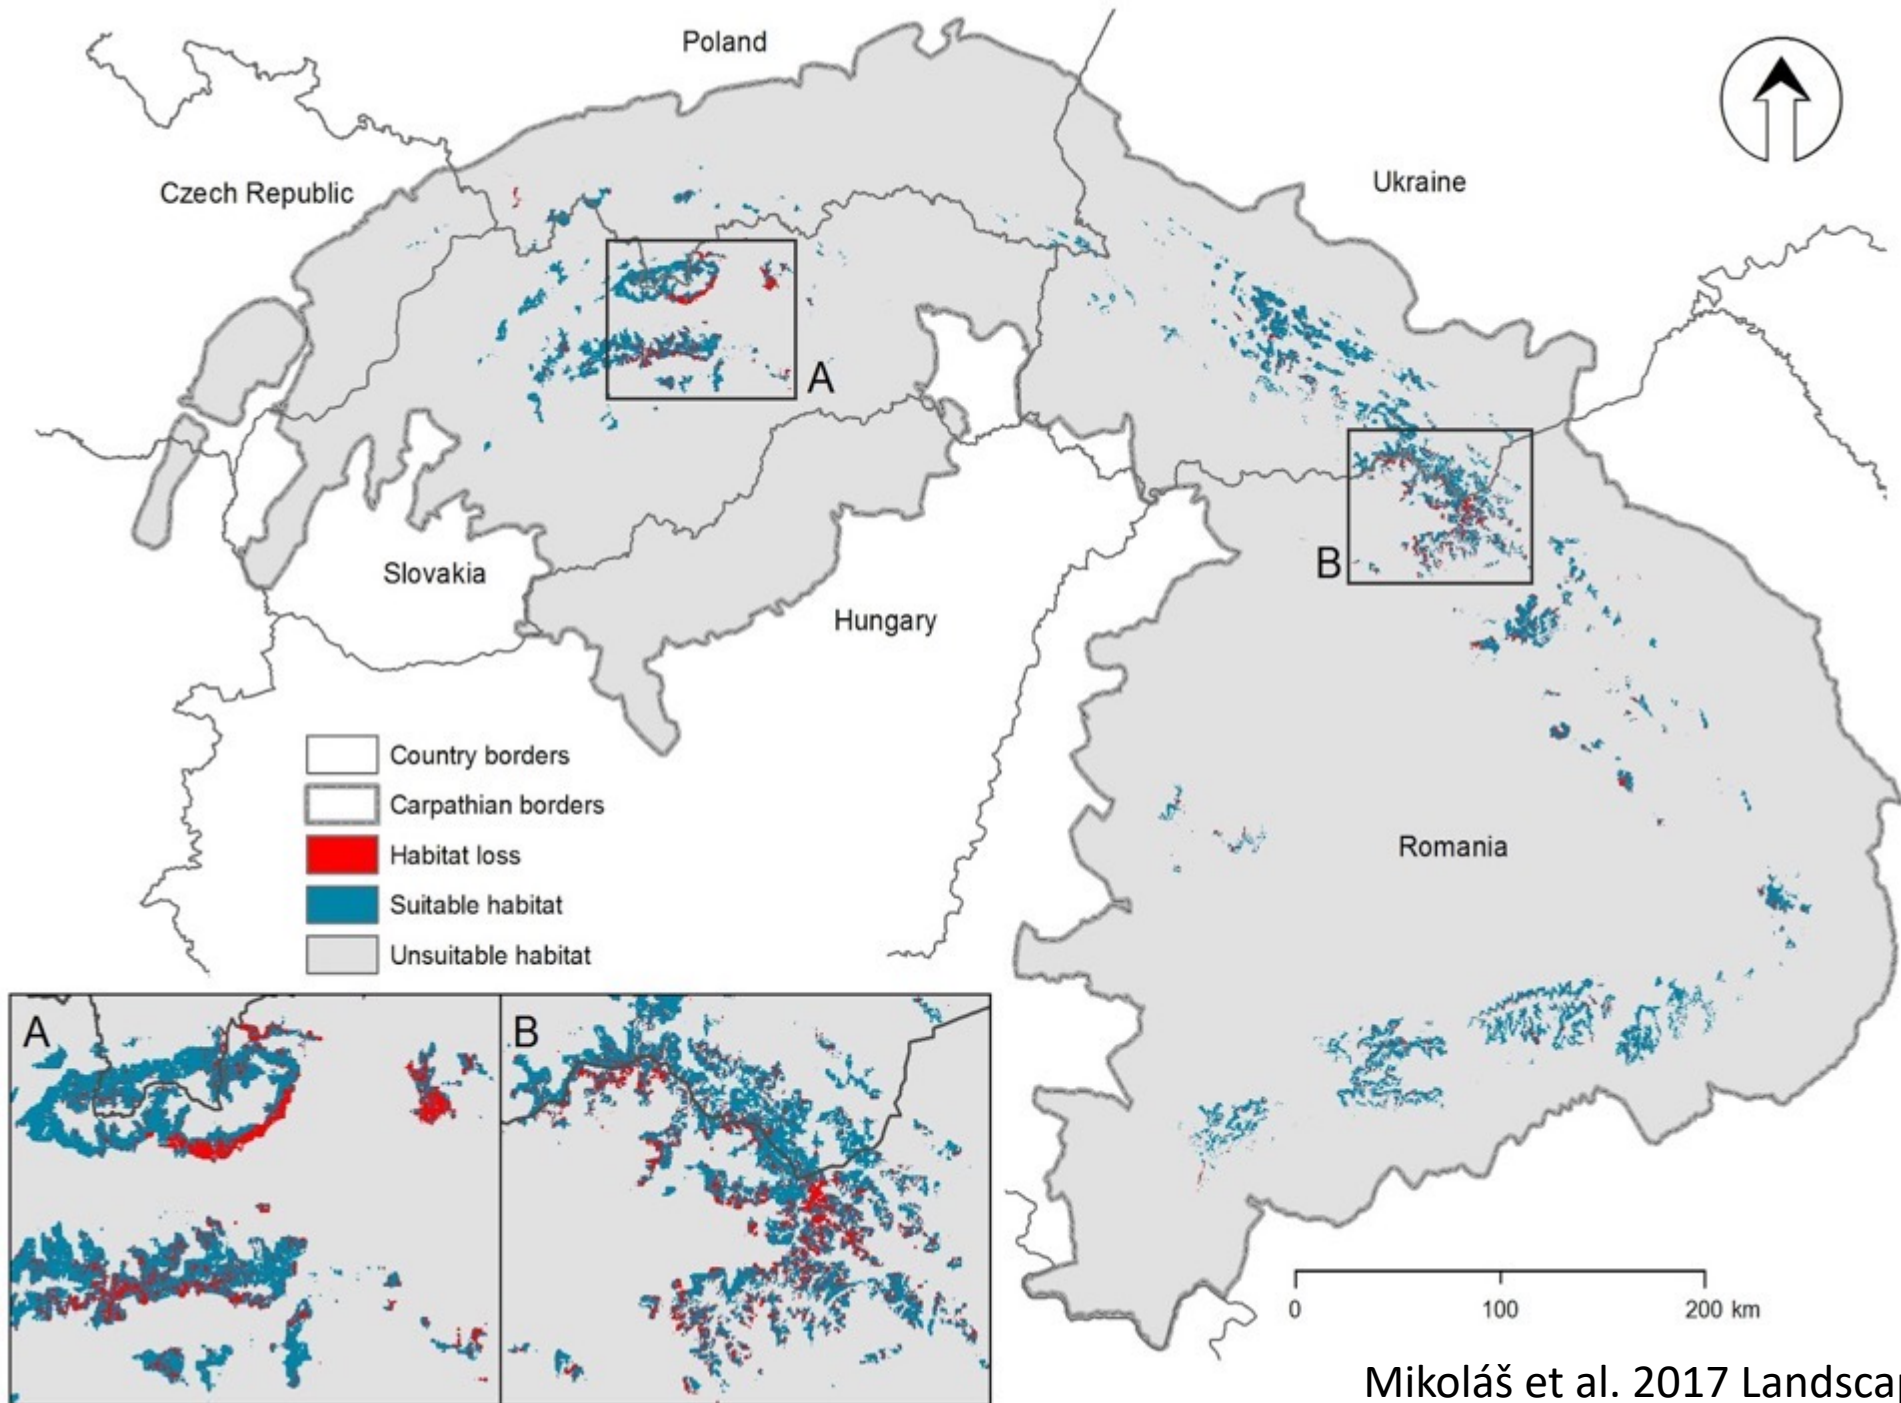 Poland
Czech Republic
Ukraine
A
B
Slovakia
Hungary
Country borders
Carpathian borders
Habitat loss
Suitable habitat
Unsuitable habitat
Romania
A
B
0 100 200 km
Mikoláš et al. 2017 Landscap